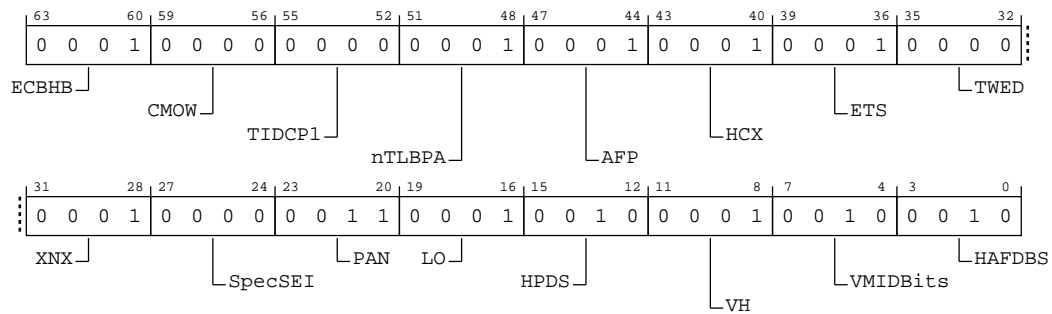 63 60 59 56 55 52 51 48 47 44 43 40 39 36 35 32
0 0 0 1 0 0 0 0 0 0 0 0 0 0 0 1 0 0 0 1 0 0 0 1 0 0 0 1 0 0 0 0
ECBHB TWED
CMOW ETS
TIDCP1 HCX
nTLBPA AFP
31 28 27 24 23 20 19 16 15 12 11 8 7 4 3 0
0 0 0 1 0 0 0 0 0 0 1 1 0 0 0 1 0 0 1 0 0 0 0 1 0 0 1 0 0 0 1 0
XNX PAN LO HAFDBS
SpecSEI HPDS VMIDBits
VH